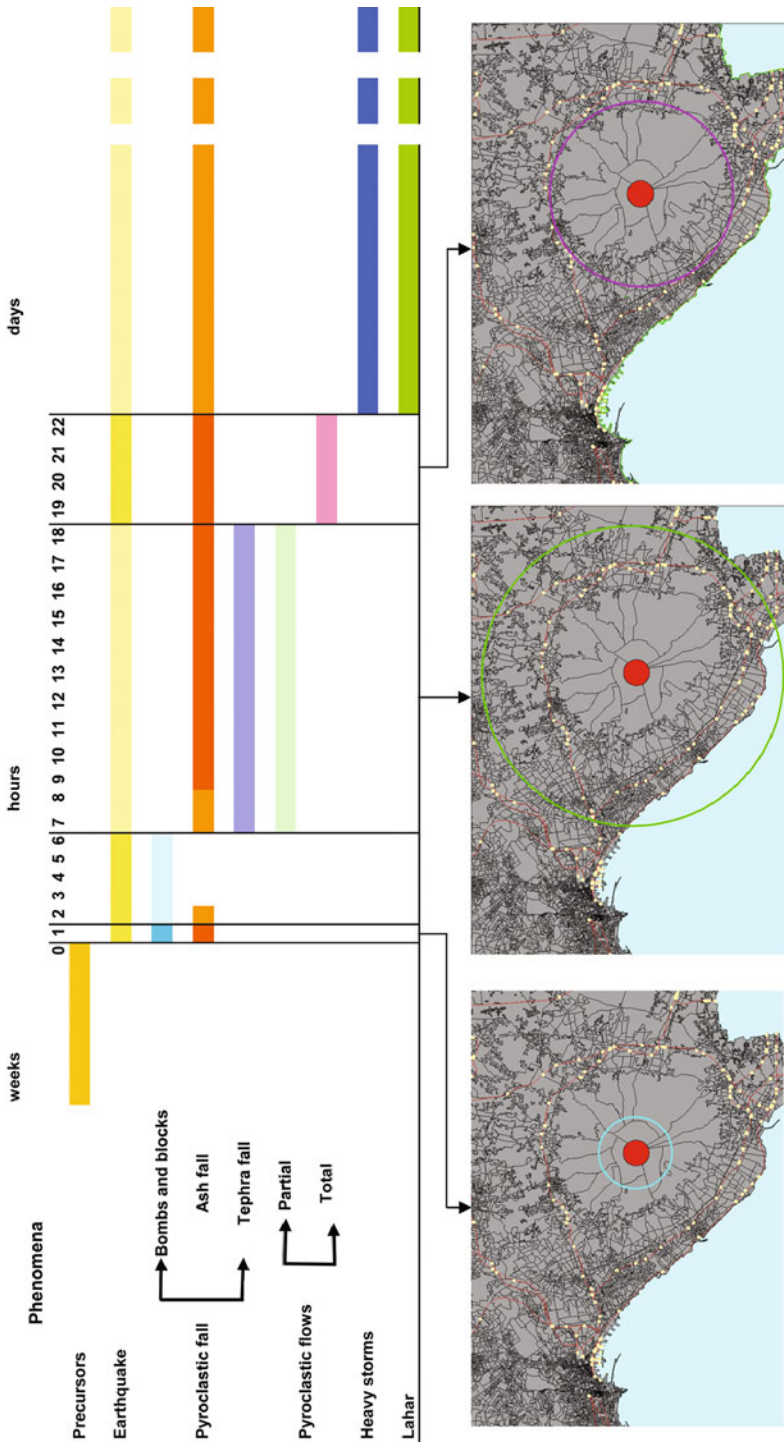 Phenomena
weeks
hours
days
0 1 2 3 4 5 6 7 8 9 10 11 12 13 14 15 16 17 18 19 20 21 22
Precursors
Earthquake
Pyroclastic fall
Bombs and blocks
Ash fall
Tephra fall
Pyroclastic flows
Partial
Total
Heavy storms
Lahar